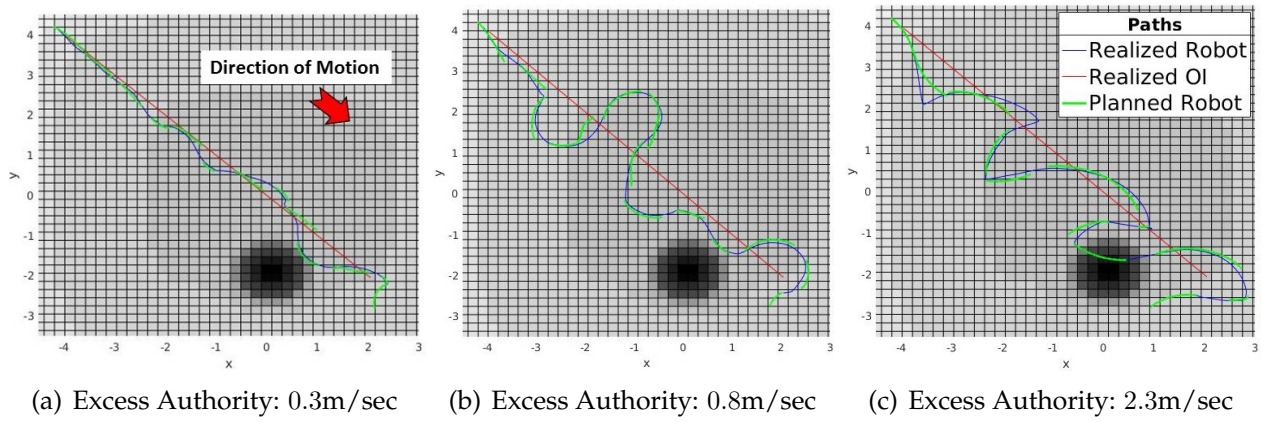 Direction of Motion
Paths
Realized Robot
Realized OI
Planned Robot
4
3
2
1
0
-1
-2
-3
y
-4 -3 -2 -1 0 1 2 3
x
4
3
2
1
0
-1
-2
-3
y
-4 -3 -2 -1 0 1 2 3
x
4
3
2
1
0
-1
-2
-3
y
-4 -3 -2 -1 0 1 2 3
x
(a) Excess Authority: 0.3m/sec
(b) Excess Authority: 0.8m/sec
(c) Excess Authority: 2.3m/sec